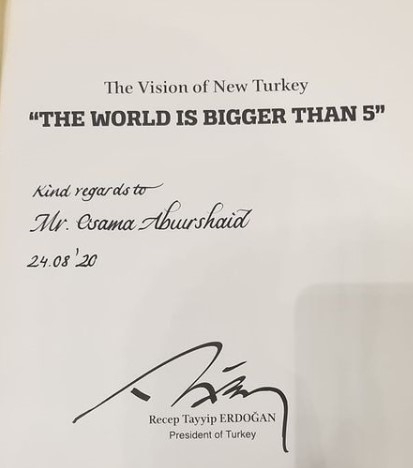 The Vision of New Turkey
“THE WORLD IS BIGGER THAN 5”
Kind regards to
Mr. Osama Abuirshaid
24.08 '20
Recep Tayyip ERDOĞAN
President of Turkey